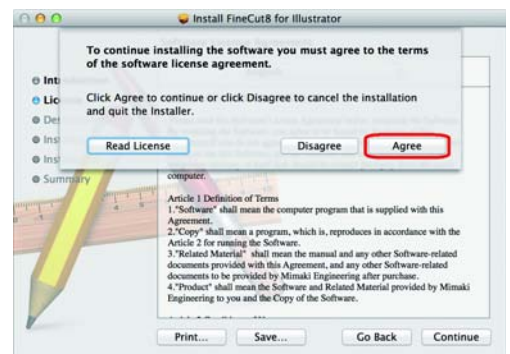 Install FineCut8 for Illustrator
To continue installing the software you must agree to the terms
of the software license agreement.
Click Agree to continue or click Disagree to cancel the installation
and quit the Installer.
Read License
Disagree
Agree
Int
Lic
Des
Inst
Inst
Summary
computer.
Article 1 Definition of Terms
1."Software" shall mean the computer program that is supplied with this
Agreement.
2."Copy" shall mean a program, which is, reproduces in accordance with the
Article 2 for running the Software.
3."Related Material" shall mean the manual and any other Software-related
documents provided with this Agreement, and any other Software-related
documents to be provided by Mimaki Engineering after purchase.
4."Product" shall mean the Software and Related Material provided by Mimaki
Engineering to you and the Copy of the Software.
Print...
Save...
Go Back
Continue